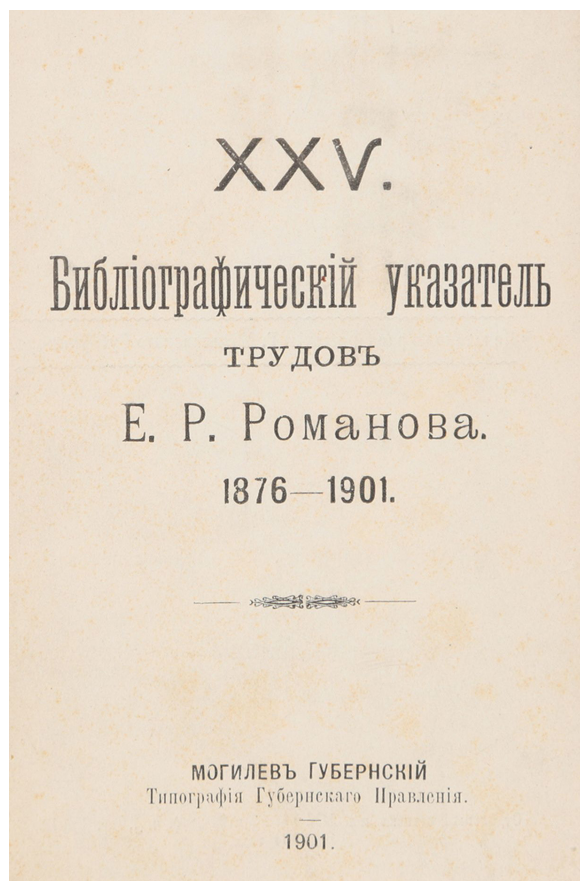 XXV.
Библіографическій указатель
ТРУДОВЪ
Е. Р. Романова.
1876—1901.
МОГИЛЕВЪ ГУБЕРНСКІЙ
Типографія Губернскаго Правленія.
1901.